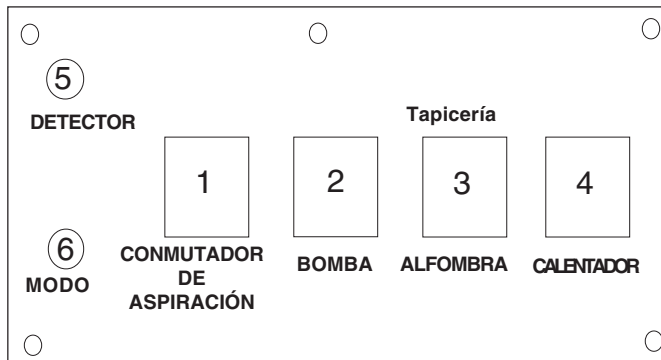 5
DETECTOR
Tapicería
1
2
3
4
6
MODO
CONMUTADOR
DE
ASPIRACIÓN
BOMBA
ALFOMBRA
CALENTADOR